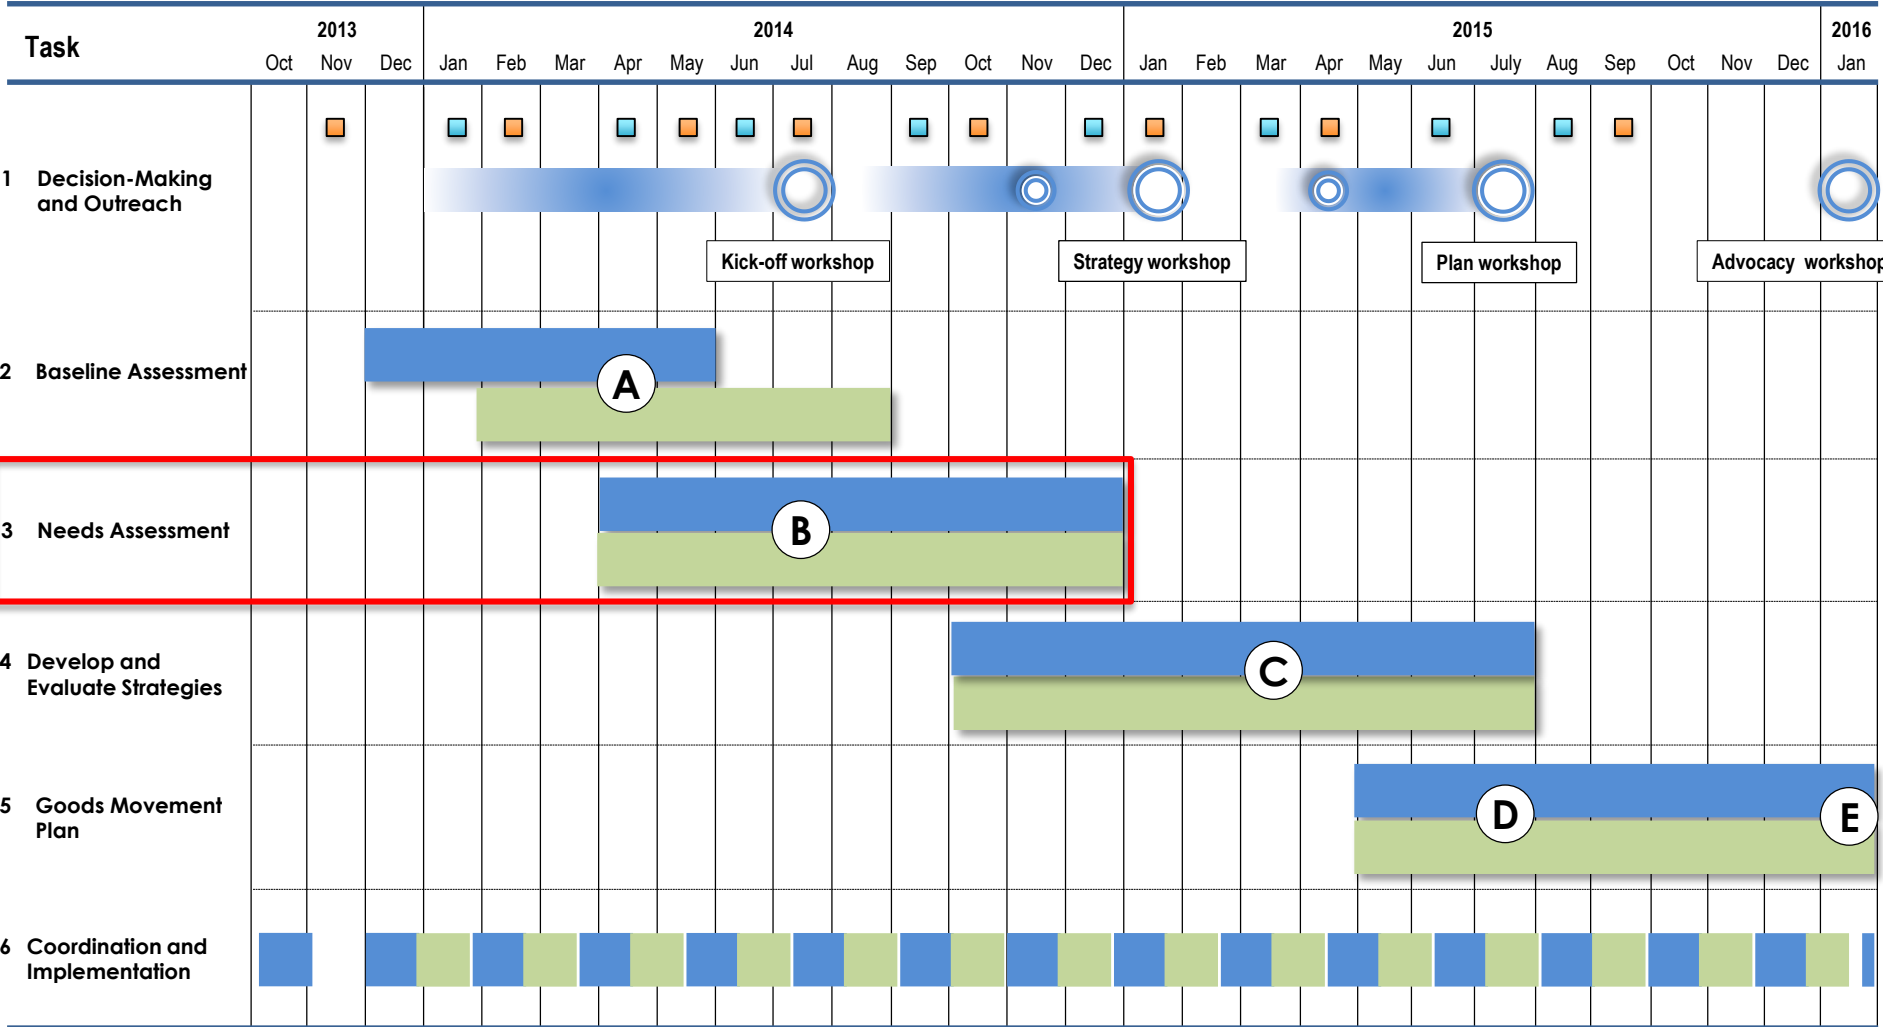 Task
2013
2014
2015
2016
Oct Nov Dec Jan Feb Mar Apr May Jun Jul Aug Sep Oct Nov Dec Jan Feb Mar Apr May Jun July Aug Sep Oct Nov Dec Jan
1 Decision-Making
and Outreach
Kick-off workshop
Strategy workshop
Plan workshop
Advocacy workshop
2 Baseline Assessment
A
3 Needs Assessment
B
4 Develop and
Evaluate Strategies
C
5 Goods Movement
Plan
D
E
6 Coordination and
Implementation